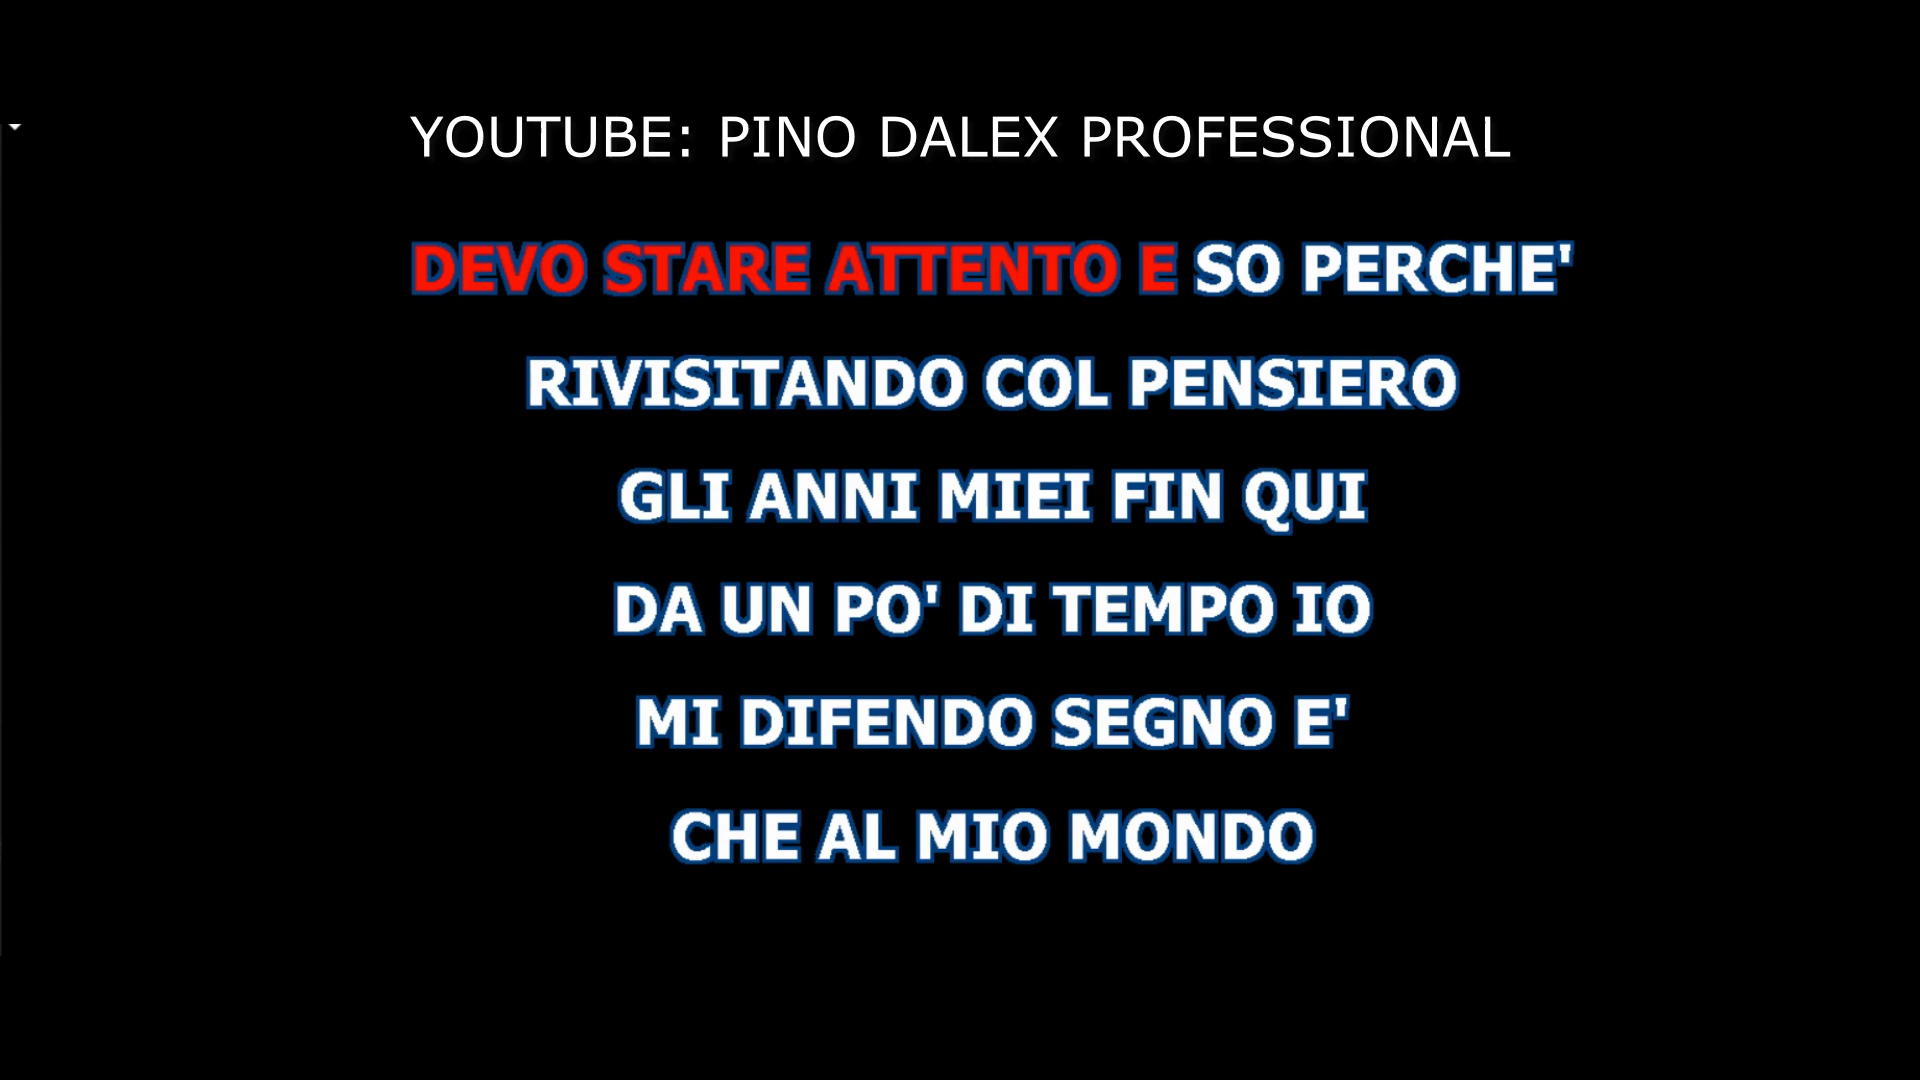 YOUTUBE: PINO DALEX PROFESSIONAL
DEVO STARE ATTENTO E SO PERCHE'
RIVISITANDO COL PENSIERO
GLI ANNI MIEI FIN QUI
DA UN PO' DI TEMPO IO
MI DIFENDO SEGNO E'
CHE AL MIO MONDO